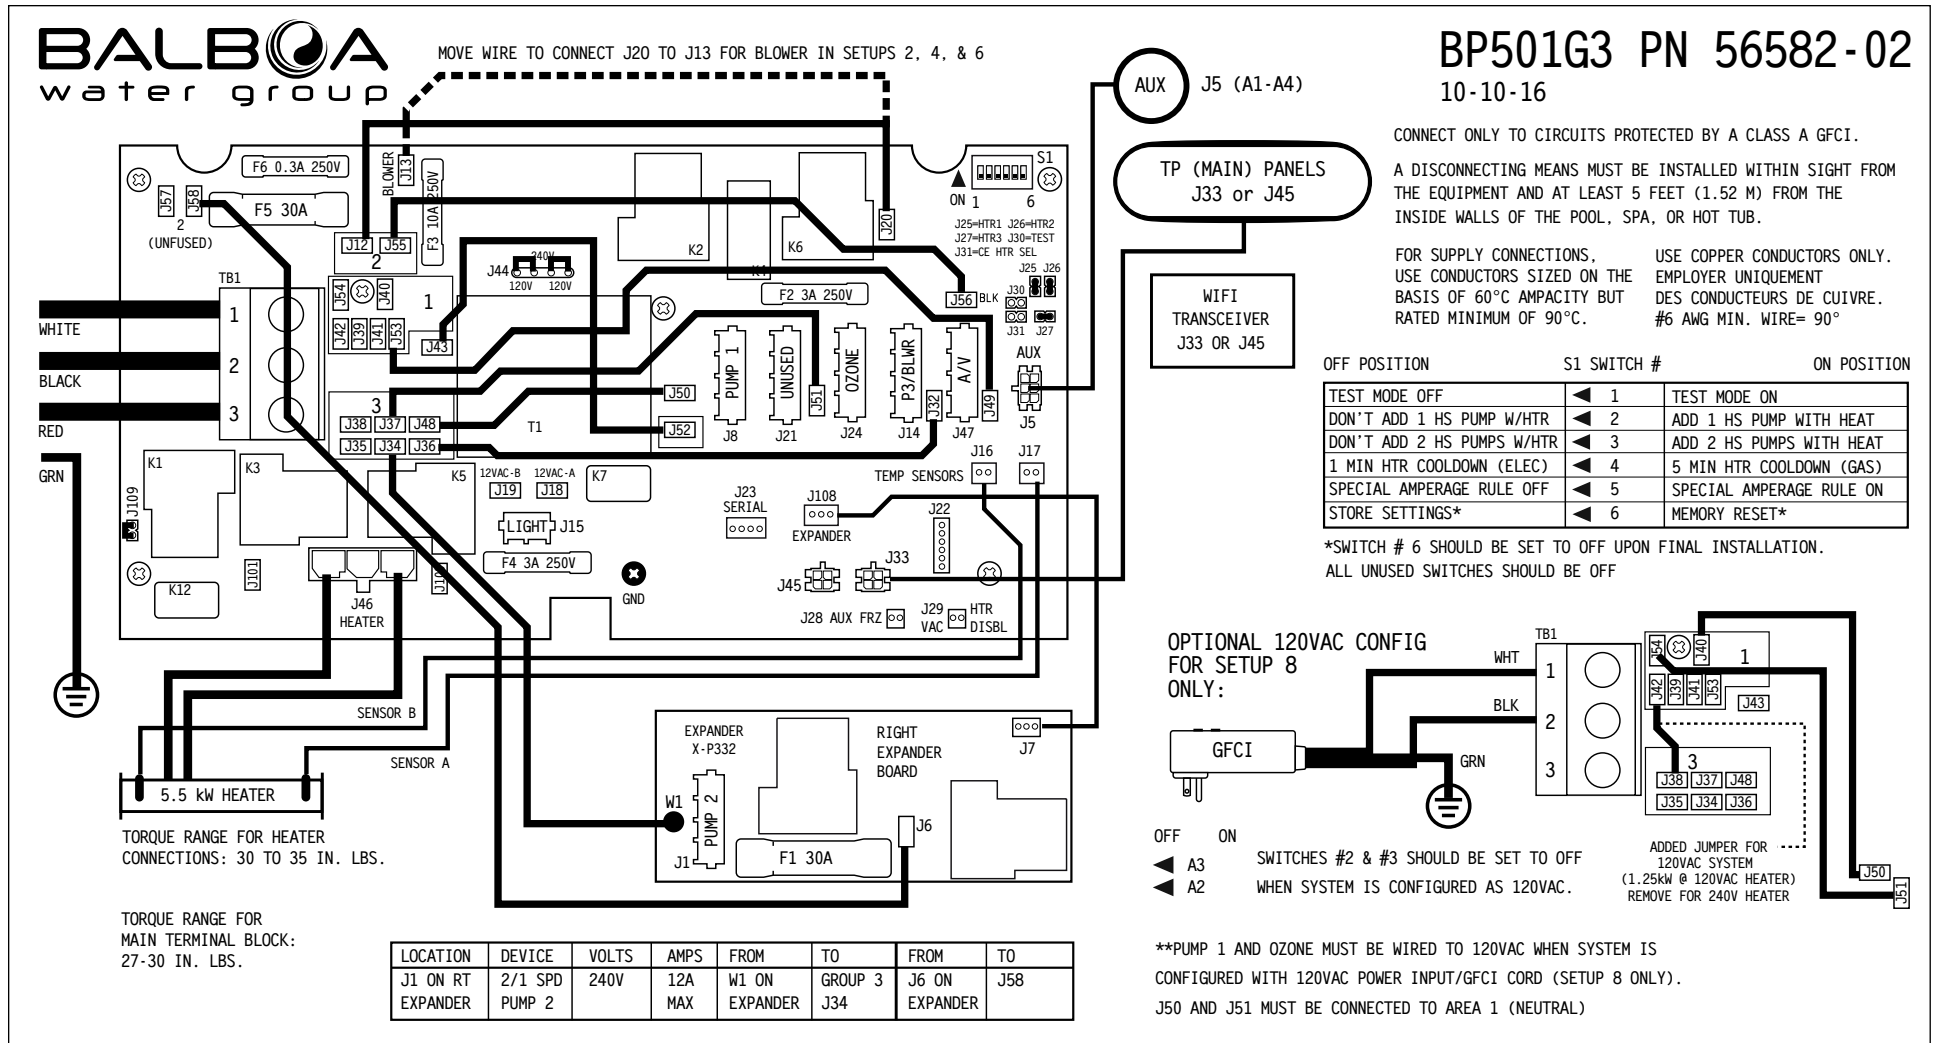 BALBOA
water group
MOVE WIRE TO CONNECT J20 TO J13 FOR BLOWER IN SETUPS 2, 4, & 6
AUX
J5 (A1-A4)
BP501G3 PN 56582-02
10-10-16
CONNECT ONLY TO CIRCUITS PROTECTED BY A CLASS A GFCI.
A DISCONNECTING MEANS MUST BE INSTALLED WITHIN SIGHT FROM
THE EQUIPMENT AND AT LEAST 5 FEET (1.52 M) FROM THE
INSIDE WALLS OF THE POOL, SPA, OR HOT TUB.
FOR SUPPLY CONNECTIONS,
USE CONDUCTORS SIZED ON THE
BASIS OF 60°C AMPACITY BUT
RATED MINIMUM OF 90°C.
USE COPPER CONDUCTORS ONLY.
EMPLOYER UNIQUEMENT
DES CONDUCTEURS DE CUIVRE.
#6 AWG MIN. WIRE= 90°
TP (MAIN) PANELS
J33 or J45
WIFI
TRANSCEIVER
J33 OR J45
F6 0.3A 250V
F5 30A
J57
J58
2
(UNFUSED)
BLOWER
J13
F3 10A 250V
J12
J55
2
K2
K6
J20
S1
ON 1 6
J25=HTR1 J26=HTR2
J27=HTR3 J30=TEST
J31=CE HTR SEL
J25 J26
J30
J31 J27
TB1
1
2
3
WHITE
BLACK
RED
GRN
J54
J40
1
J42
J39
J41
J53
J43
J44
240V
120V 120V
F2 3A 250V
J56
BLK
3
J38 J37 J48
J35 J34 J36
T1
J50
J52
PUMP 1
J8
UNUSED
J21
J51
OZONE
J24
P3/BLWR
J14
J32
A/V
J47
J49
AUX
J5
TEMP SENSORS
J16
J17
K1
K3
K5
12VAC-B 12VAC-A
J19
J18
K7
J109
LIGHT
J15
F4 3A 250V
J101
K12
J46
HEATER
GND
J23
SERIAL
J108
EXPANDER
J22
J45
J33
J28 AUX FRZ
J29
VAC
HTR
DISBL
SENSOR B
SENSOR A
5.5 kW HEATER
TORQUE RANGE FOR HEATER
CONNECTIONS: 30 TO 35 IN. LBS.
TORQUE RANGE FOR
MAIN TERMINAL BLOCK:
27-30 IN. LBS.
EXPANDER
X-P332
W1
PUMP 2
J1
F1 30A
RIGHT
EXPANDER
BOARD
J6
J7
LOCATION DEVICE VOLTS AMPS FROM TO FROM TO
J1 ON RT 2/1 SPD 240V 12A W1 ON GROUP 3 J6 ON J58
EXPANDER PUMP 2 MAX EXPANDER J34 EXPANDER
OFF POSITION S1 SWITCH # ON POSITION
TEST MODE OFF 1 TEST MODE ON
DON'T ADD 1 HS PUMP W/HTR 2 ADD 1 HS PUMP WITH HEAT
DON'T ADD 2 HS PUMPS W/HTR 3 ADD 2 HS PUMPS WITH HEAT
1 MIN HTR COOLDOWN (ELEC) 4 5 MIN HTR COOLDOWN (GAS)
SPECIAL AMPERAGE RULE OFF 5 SPECIAL AMPERAGE RULE ON
STORE SETTINGS* 6 MEMORY RESET*
*SWITCH # 6 SHOULD BE SET TO OFF UPON FINAL INSTALLATION.
ALL UNUSED SWITCHES SHOULD BE OFF
OPTIONAL 120VAC CONFIG
FOR SETUP 8
ONLY:
WHT
BLK
GFCI
GRN
TB1
1
2
3
J54
J40
1
J42
J39
J41
J53
J43
3
J38 J37 J48
J35 J34 J36
OFF ON
A3
A2
SWITCHES #2 & #3 SHOULD BE SET TO OFF
WHEN SYSTEM IS CONFIGURED AS 120VAC.
ADDED JUMPER FOR
120VAC SYSTEM
(1.25kW @ 120VAC HEATER)
REMOVE FOR 240V HEATER
J50
J51
**PUMP 1 AND OZONE MUST BE WIRED TO 120VAC WHEN SYSTEM IS
CONFIGURED WITH 120VAC POWER INPUT/GFCI CORD (SETUP 8 ONLY).
J50 AND J51 MUST BE CONNECTED TO AREA 1 (NEUTRAL)